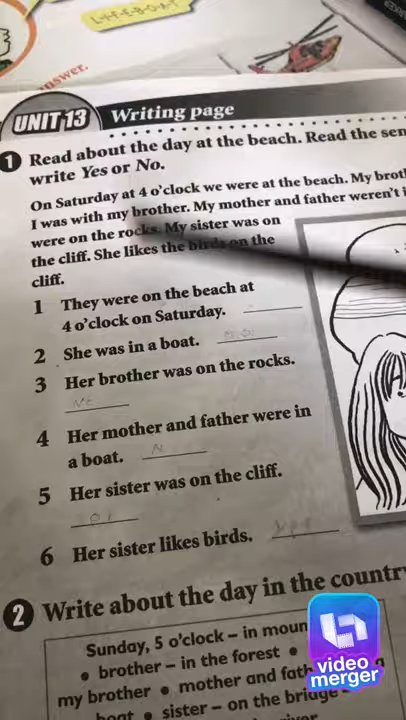 L-I-F-E-B-O-A-T
nswer.
UNIT 13 Writing page
1 Read about the day at the beach. Read the sen
write Yes or No.
On Saturday at 4 o'clock we were at the beach. My brot
I was with my brother. My mother and father weren't i
were on the rocks. My sister was on
the cliff. She likes the birds on the
cliff.
1 They were on the beach at
4 o'clock on Saturday.
2 She was in a boat.
3 Her brother was on the rocks.
4 Her mother and father were in
a boat. N
5 Her sister was on the cliff.
6 Her sister likes birds.
2 Write about the day in the country
Sunday, 5 o'clock – in moun
• brother – in the forest •
my brother • mother and fath
boat • sister – on the bridge
river
video
merger